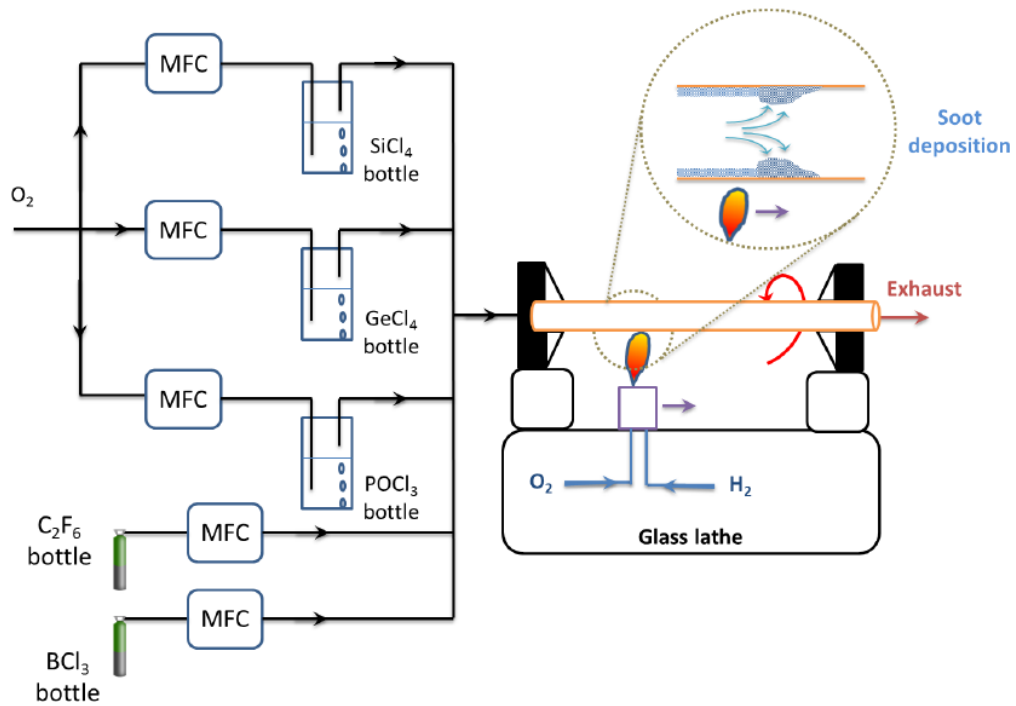 MFC
SiCl₄
bottle
O₂
MFC
GeCl₄
bottle
MFC
POCl₃
bottle
C₂F₆
bottle
MFC
BCl₃
bottle
MFC
Soot
deposition
Exhaust
O₂
H₂
Glass lathe